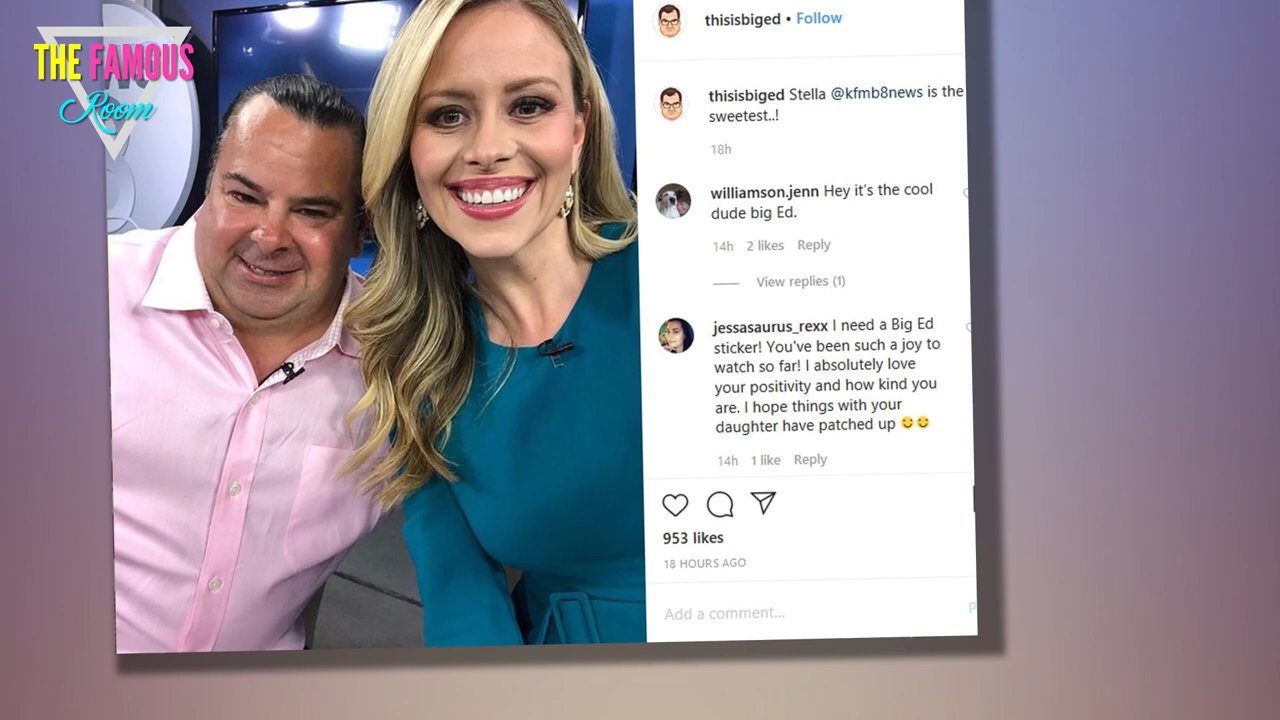 THE FAMOUS
Room
thisisbiged • Follow
thisisbiged Stella @kfmb8news is the
sweetest..!
18h
williamson.jenn Hey it's the cool
dude big Ed.
14h 2 likes Reply
View replies (1)
jessasaurus_rexx I need a Big Ed
sticker! You've been such a joy to
watch so far! I absolutely love
your positivity and how kind you
are. I hope things with your
daughter have patched up
14h 1 like Reply
953 likes
18 HOURS AGO
Add a comment...